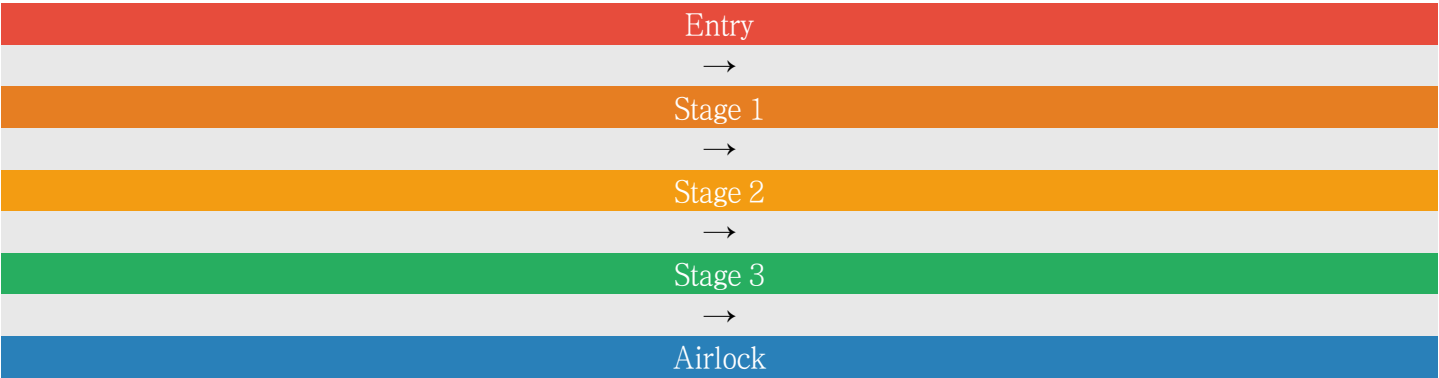 Entry
→
Stage 1
→
Stage 2
→
Stage 3
→
Airlock